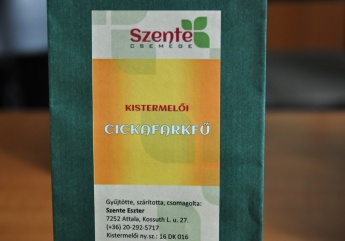 Szente
CSEMEGE
KISTERMELŐI
CICKAFARKFŰ
Gyűjtötte, szárította, csomagolta:
Szente Eszter
7252 Attala, Kossuth L. u. 27.
(+36) 20-292-5717
Kistermelői ny.sz.: 16 DK 016